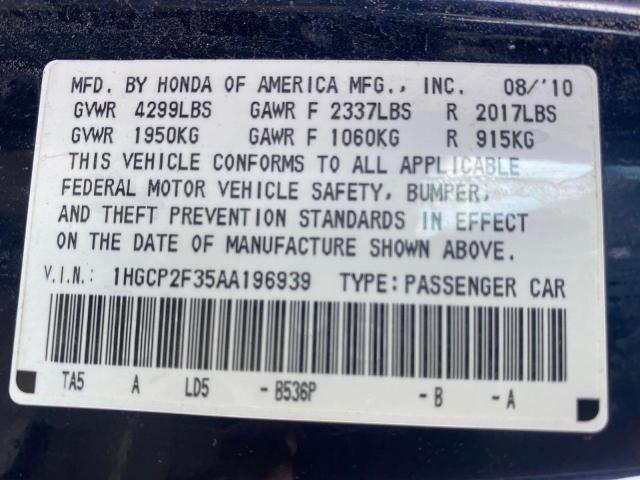 MFD. BY HONDA OF AMERICA MFG., INC. 08/'10
GVWR 4299LBS GAWR F 2337LBS R 2017LBS
GVWR 1950KG GAWR F 1060KG R 915KG
THIS VEHICLE CONFORMS TO ALL APPLICABLE
FEDERAL MOTOR VEHICLE SAFETY, BUMPER,
AND THEFT PREVENTION STANDARDS IN EFFECT
ON THE DATE OF MANUFACTURE SHOWN ABOVE.
V.I.N.: 1HGCP2F35AA196939 TYPE:PASSENGER CAR
TA5 A LD5 -B536P -B -A